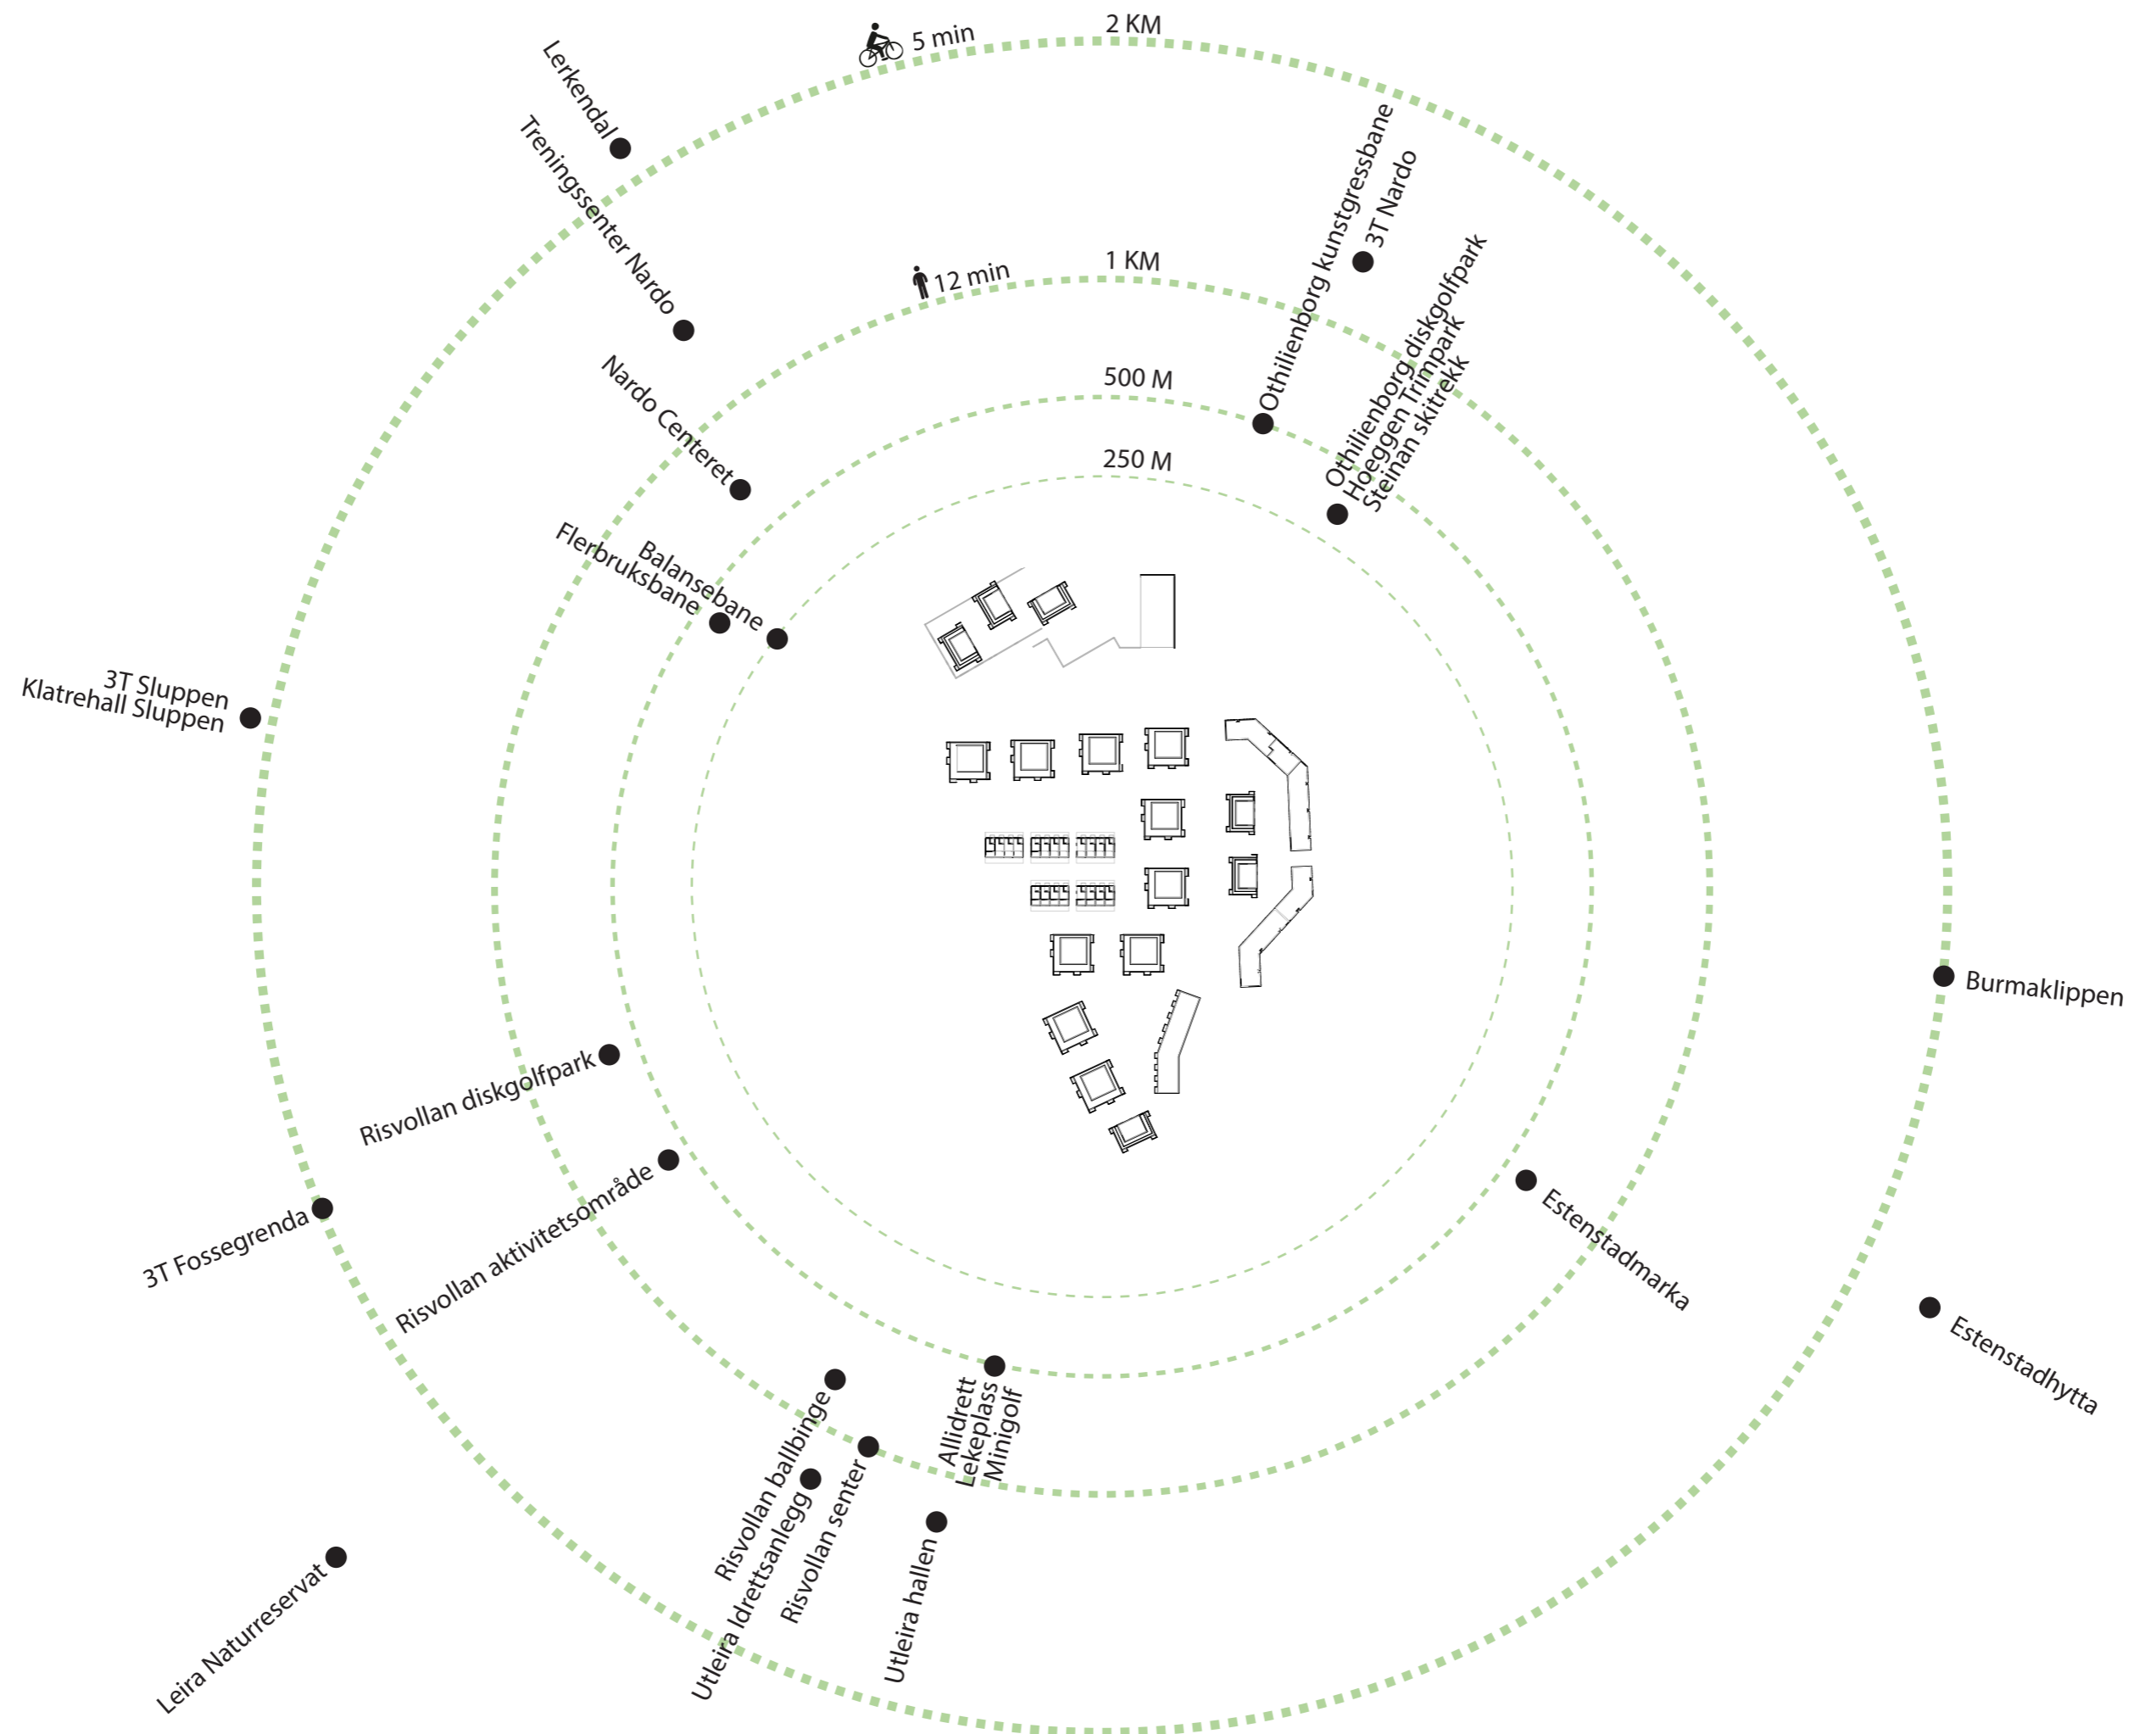 2 KM
5 min
Lerkendal
Treningssenter Nardo
Othilienborg kunstgressbane
3T Nardo
1 KM
12 min
Othilienborg diskgolfpark
Hoeggen Trimpark
Steinan skitrekk
Nardo Centeret
500 M
250 M
Balansebane
Flerbruksbane
3T Sluppen
Klatrehall Sluppen
Burmaklippen
Risvollan diskgolfpark
Risvollan aktivitetsområde
3T Fossegrenda
Estenstadmarka
Estenstadhytta
Allidrett
Lekeplass
Minigolf
Risvollan ballbinge
Utleira Idrettsanlegg
Risvollan senter
Utleira hallen
Leira Naturreservat